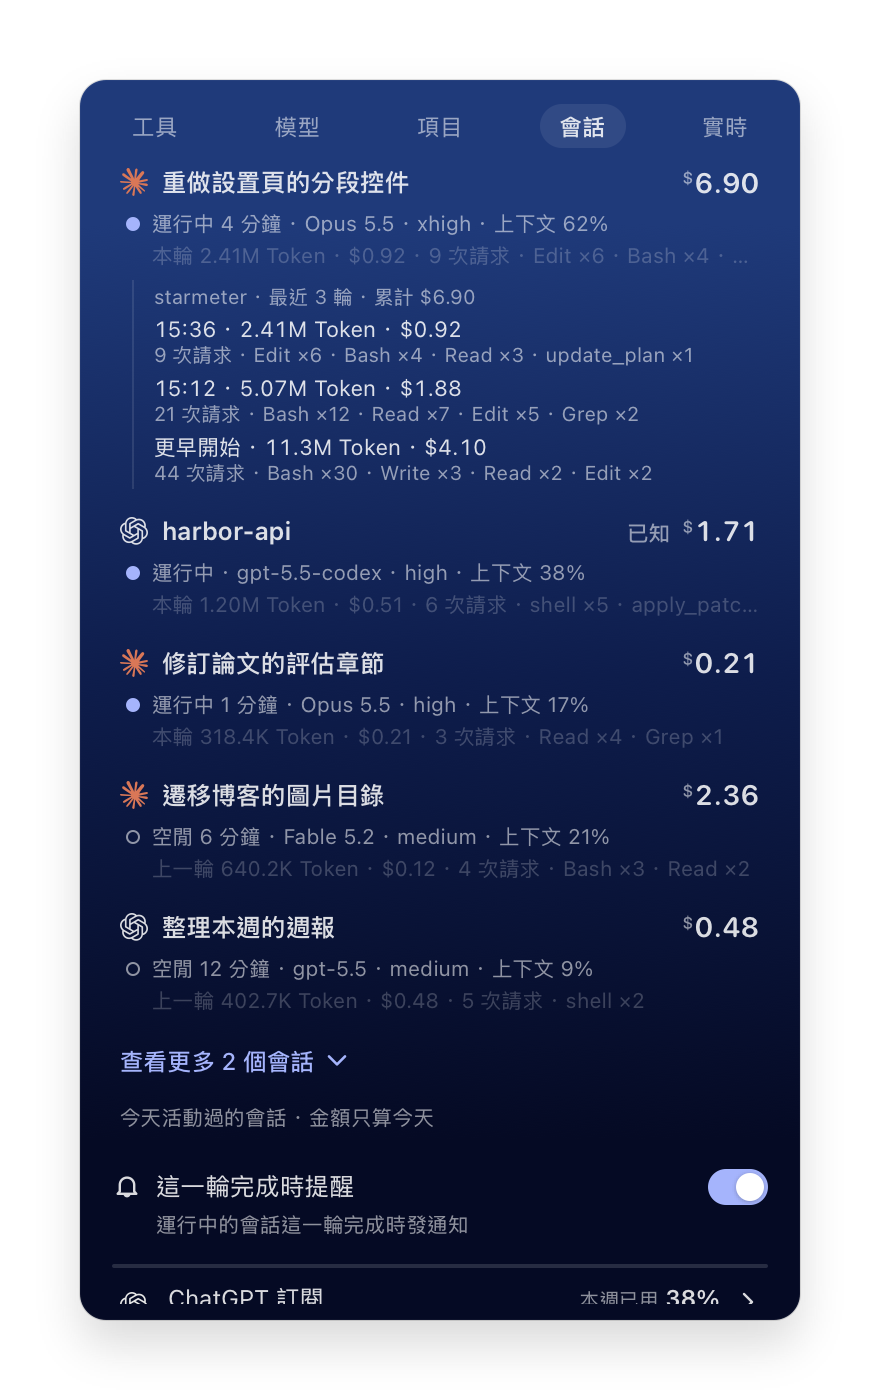 工具 模型 項目 會話 實時
重做設置頁的分段控件 $6.90
運行中 4 分鐘 · Opus 5.5 · xhigh · 上下文 62%
本輪 2.41M Token · $0.92 · 9 次請求 · Edit ×6 · Bash ×4 · ...
starmeter · 最近 3 輪 · 累計 $6.90
15:36 · 2.41M Token · $0.92
9 次請求 · Edit ×6 · Bash ×4 · Read ×3 · update_plan ×1
15:12 · 5.07M Token · $1.88
21 次請求 · Bash ×12 · Read ×7 · Edit ×5 · Grep ×2
更早開始 · 11.3M Token · $4.10
44 次請求 · Bash ×30 · Write ×3 · Read ×2 · Edit ×2
harbor-api 已知 $1.71
運行中 · gpt-5.5-codex · high · 上下文 38%
本輪 1.20M Token · $0.51 · 6 次請求 · shell ×5 · apply_patc...
修訂論文的評估章節 $0.21
運行中 1 分鐘 · Opus 5.5 · high · 上下文 17%
本輪 318.4K Token · $0.21 · 3 次請求 · Read ×4 · Grep ×1
遷移博客的圖片目錄 $2.36
空閒 6 分鐘 · Fable 5.2 · medium · 上下文 21%
上一輪 640.2K Token · $0.12 · 4 次請求 · Bash ×3 · Read ×2
整理本週的週報 $0.48
空閒 12 分鐘 · gpt-5.5 · medium · 上下文 9%
上一輪 402.7K Token · $0.48 · 5 次請求 · shell ×2
查看更多 2 個會話
今天活動過的會話 · 金額只算今天
這一輪完成時提醒
運行中的會話這一輪完成時發通知
ChatGPT 訂閱 本週已用 38%